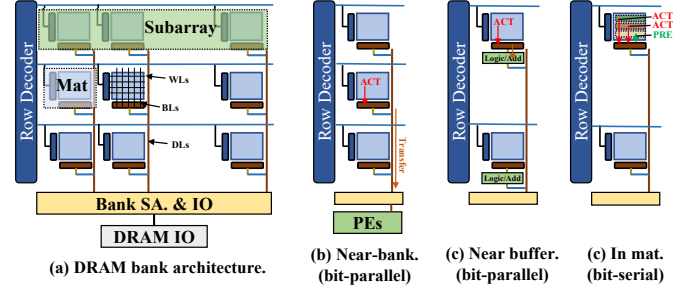 Row Decoder
Subarray
Mat
WLs
BLs
DLs
Bank SA. & IO
DRAM IO
(a) DRAM bank architecture.
Row Decoder
ACT
Transfer
PEs
(b) Near-bank.
(bit-parallel)
Row Decoder
ACT
Logic/Add
Logic/Add
(c) Near buffer.
(bit-parallel)
Row Decoder
ACT
ACT
PRE
(c) In mat.
(bit-serial)